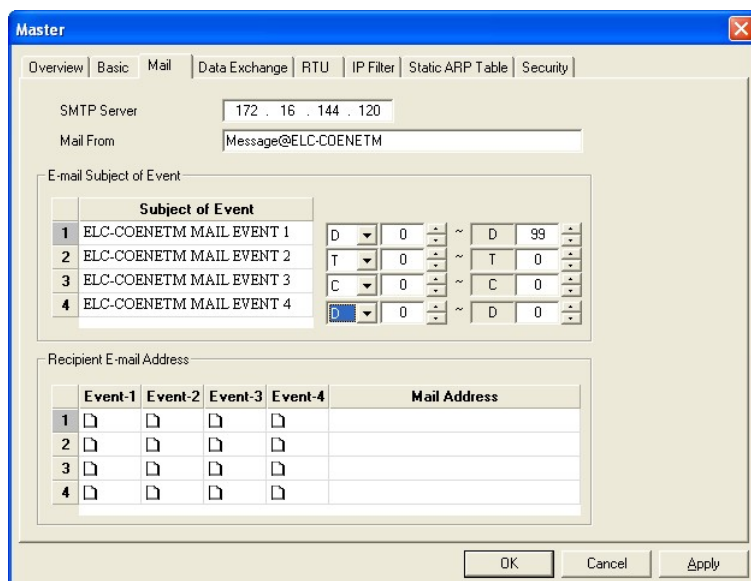 Master
Overview Basic Mail Data Exchange RTU IP Filter Static ARP Table Security
SMTP Server 172 . 16 . 144 . 120
Mail From Message@ELC-COENETM
E-mail Subject of Event
Subject of Event
1 ELC-COENETM MAIL EVENT 1 D 0 ~ D 99
2 ELC-COENETM MAIL EVENT 2 T 0 ~ T 0
3 ELC-COENETM MAIL EVENT 3 C 0 ~ C 0
4 ELC-COENETM MAIL EVENT 4 D 0 ~ D 0
Recipient E-mail Address
Event-1 Event-2 Event-3 Event-4 Mail Address
1
2
3
4
OK Cancel Apply